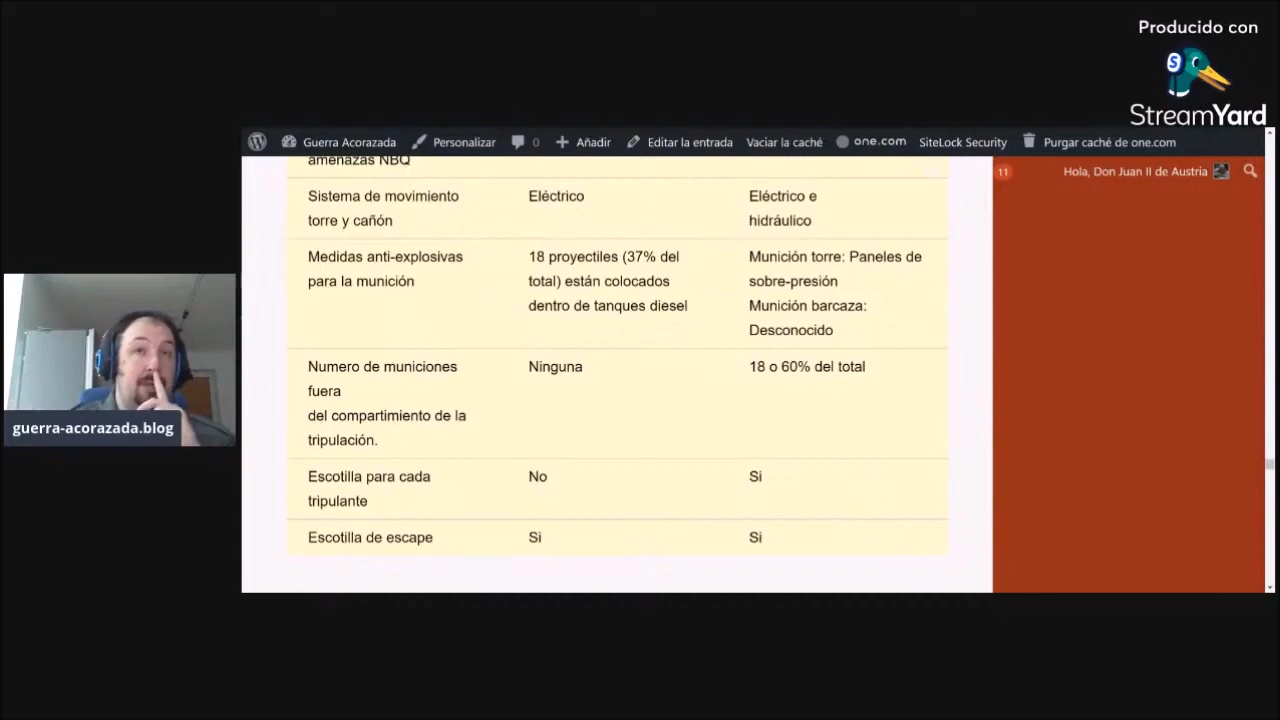 Producido con
S
StreamYard
Guerra Acorazada Personalizar 0 Añadir Editar la entrada Vaciar la caché one.com SiteLock Security Purgar caché de one.com
11 Hola, Don Juan II de Austria
amenazas NBQ
Sistema de movimiento
torre y cañón
Eléctrico
Eléctrico e
hidráulico
Medidas anti-explosivas
para la munición
18 proyectiles (37% del
total) están colocados
dentro de tanques diesel
Munición torre: Paneles de
sobre-presión
Munición barcaza:
Desconocido
Numero de municiones
fuera
del compartimiento de la
tripulación.
Ninguna
18 o 60% del total
Escotilla para cada
tripulante
No
Si
Escotilla de escape
Si
Si
guerra-acorazada.blog